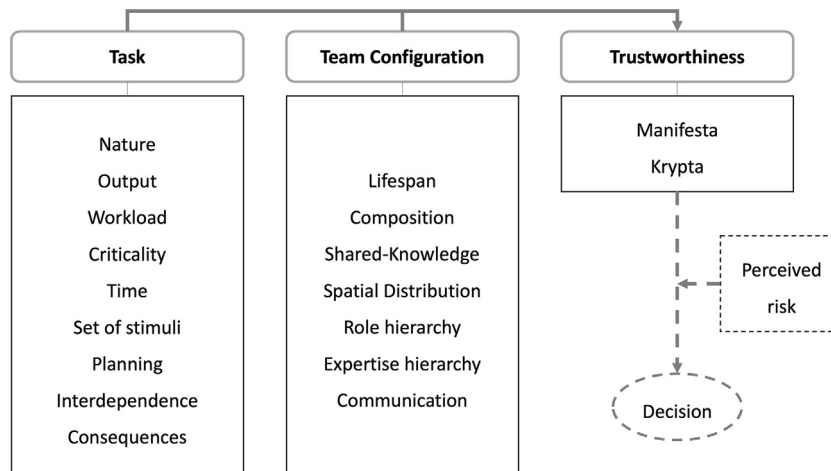 Task
Team Configuration
Trustworthiness
Nature
Output
Workload
Criticality
Time
Set of stimuli
Planning
Interdependence
Consequences
Lifespan
Composition
Shared-Knowledge
Spatial Distribution
Role hierarchy
Expertise hierarchy
Communication
Manifesta
Krypta
Perceived
risk
Decision